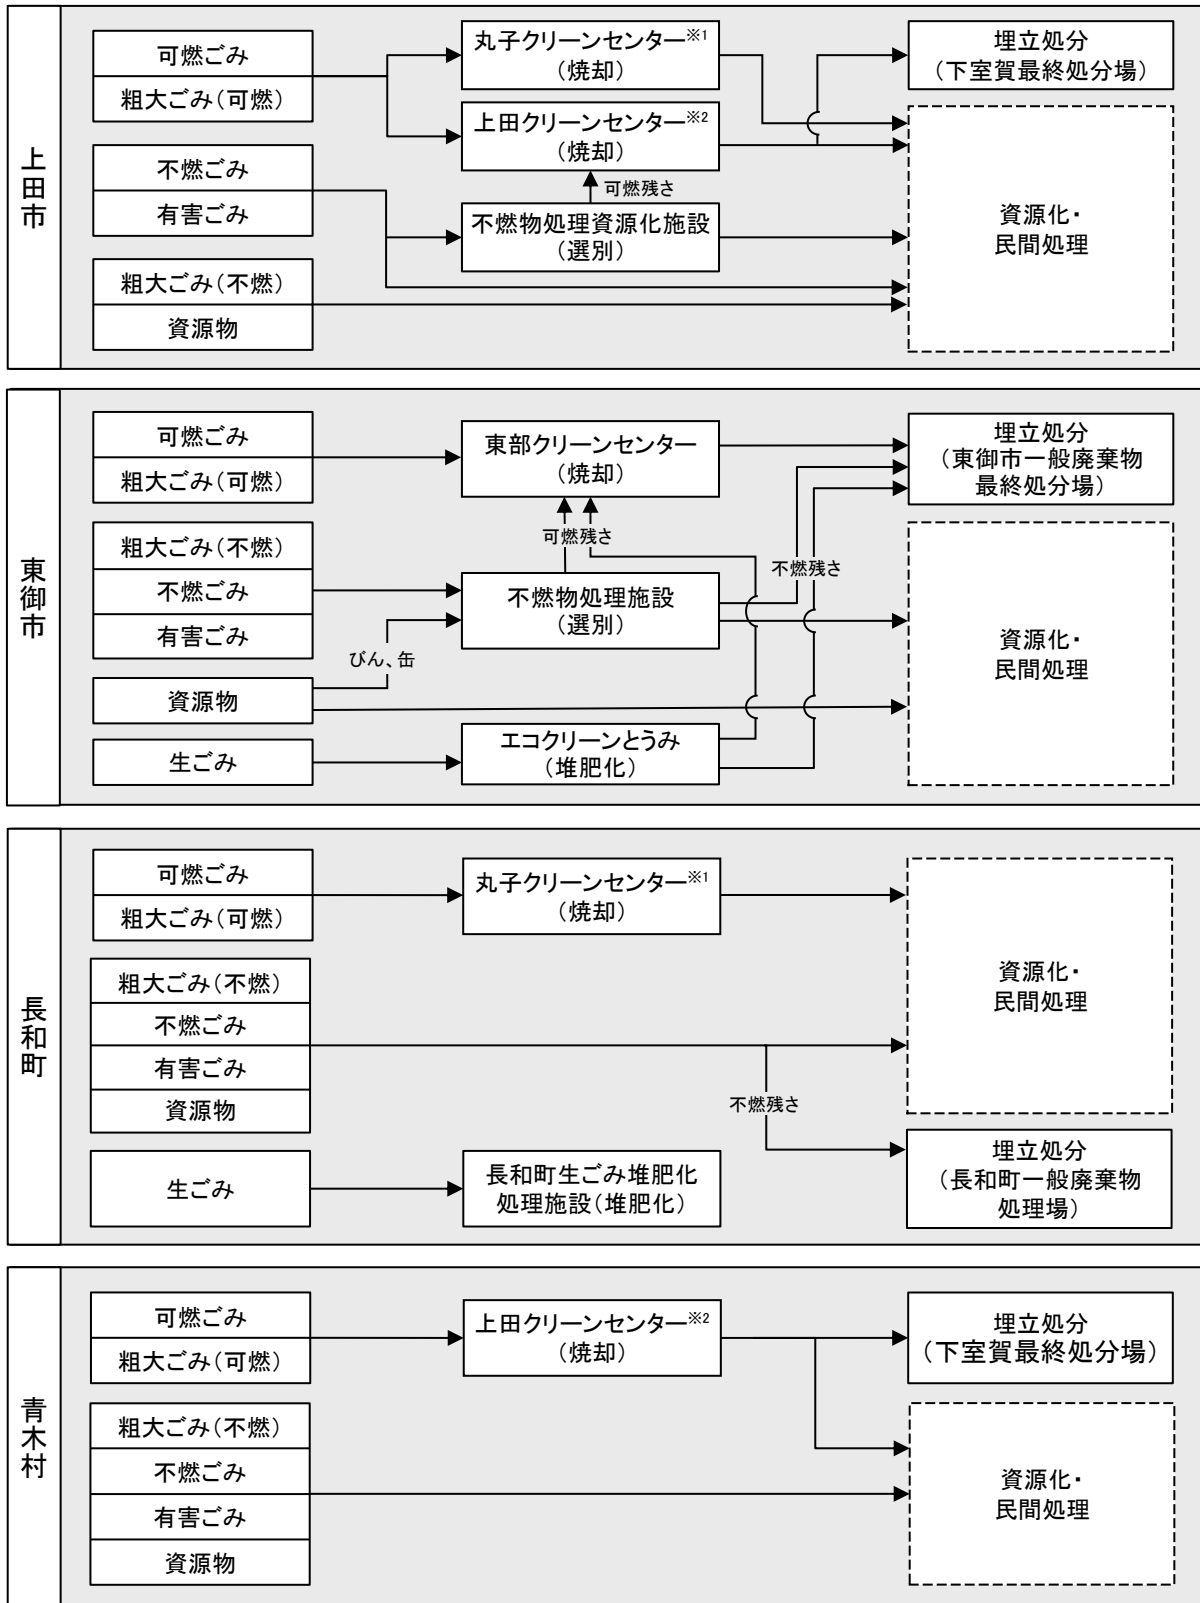 上田市
可燃ごみ
粗大ごみ(可燃)
不燃ごみ
有害ごみ
粗大ごみ(不燃)
資源物
丸子クリーンセンター※1
(焼却)
上田クリーンセンター※2
(焼却)
可燃残さ
不燃物処理資源化施設
(選別)
埋立処分
(下室賀最終処分場)
資源化・
民間処理
東御市
可燃ごみ
粗大ごみ(可燃)
粗大ごみ(不燃)
不燃ごみ
有害ごみ
びん、缶
資源物
生ごみ
東部クリーンセンター
(焼却)
可燃残さ
不燃物処理施設
(選別)
エコクリーンとうみ
(堆肥化)
不燃残さ
埋立処分
(東御市一般廃棄物
最終処分場)
資源化・
民間処理
長和町
可燃ごみ
粗大ごみ(可燃)
粗大ごみ(不燃)
不燃ごみ
有害ごみ
資源物
生ごみ
丸子クリーンセンター※1
(焼却)
長和町生ごみ堆肥化
処理施設(堆肥化)
不燃残さ
資源化・
民間処理
埋立処分
(長和町一般廃棄物
処理場)
青木村
可燃ごみ
粗大ごみ(可燃)
粗大ごみ(不燃)
不燃ごみ
有害ごみ
資源物
上田クリーンセンター※2
(焼却)
埋立処分
(下室賀最終処分場)
資源化・
民間処理